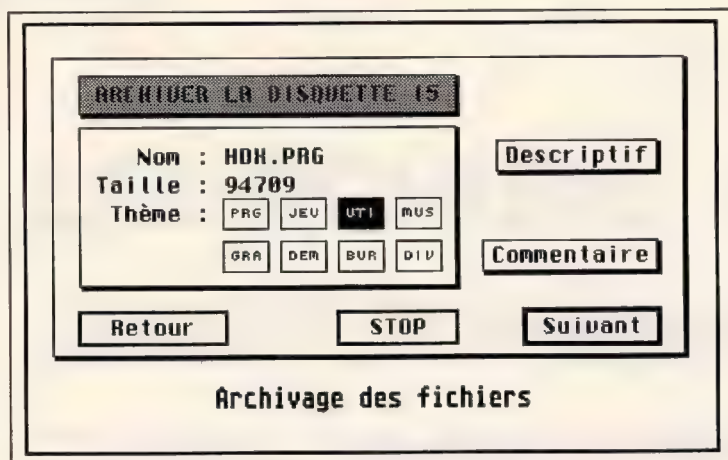 ARCHIVER LA DISQUETTE 15
Nom : HDX.PRG
Taille : 94709
Thème : PRG JEU UTI MUS
GRA DEM BUR DIV
Descriptif
Commentaire
Retour STOP Suivant
Archivage des fichiers